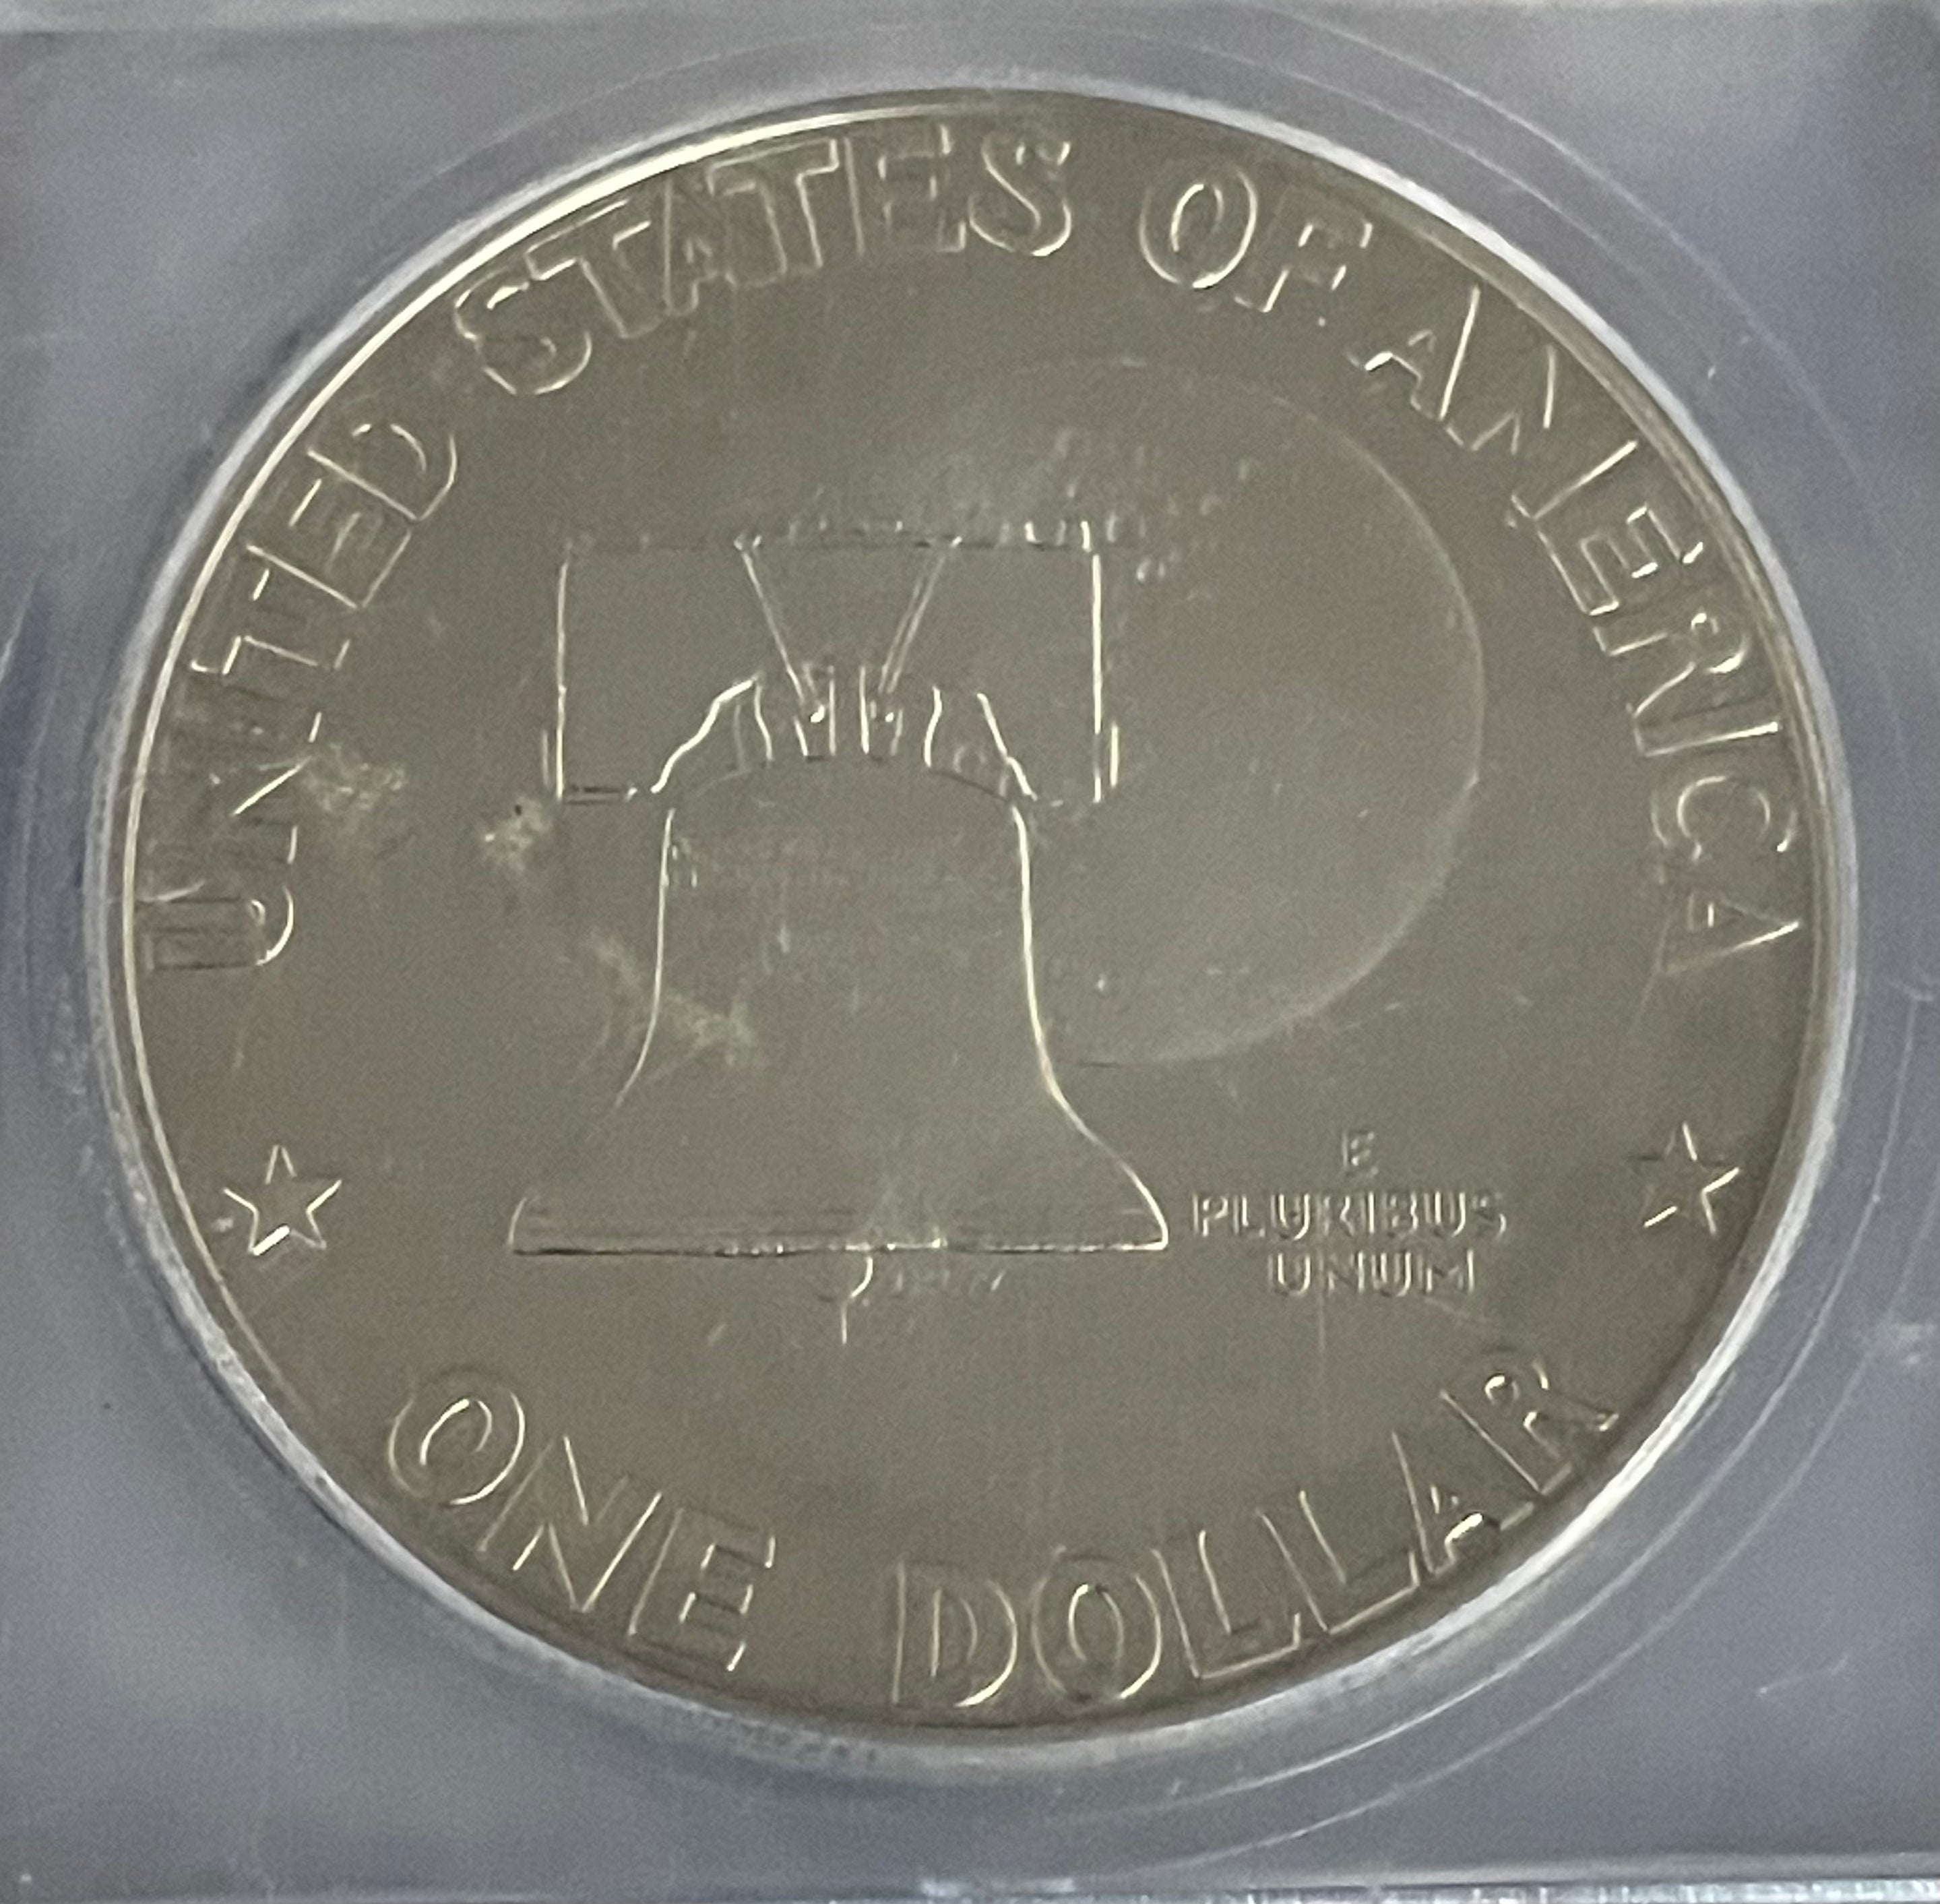 UNITED STATES OF AMERICA
E
PLURIBUS
UNUM
ONE DOLLAR